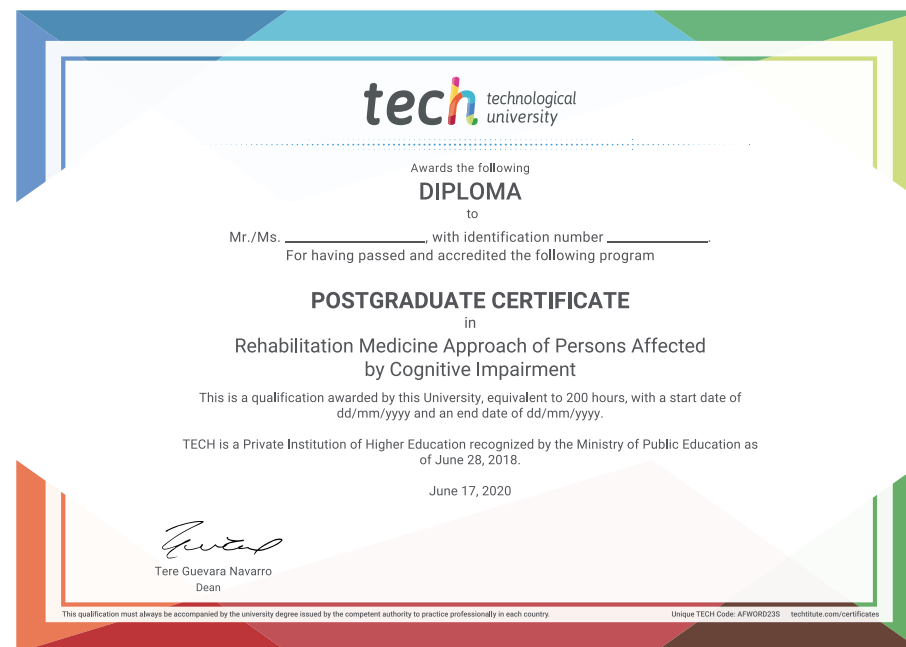 tech technological
university
Awards the following
DIPLOMA
to
Mr./Ms. ____________________, with identification number ______________.
For having passed and accredited the following program
POSTGRADUATE CERTIFICATE
in
Rehabilitation Medicine Approach of Persons Affected
by Cognitive Impairment
This is a qualification awarded by this University, equivalent to 200 hours, with a start date of
dd/mm/yyyy and an end date of dd/mm/yyyy.
TECH is a Private Institution of Higher Education recognized by the Ministry of Public Education as
of June 28, 2018.
June 17, 2020
Tere Guevara Navarro
Dean
This qualification must always be accompanied by the university degree issued by the competent authority to practice professionally in each country. Unique TECH Code: AFWORD23S techtitute.com/certificates